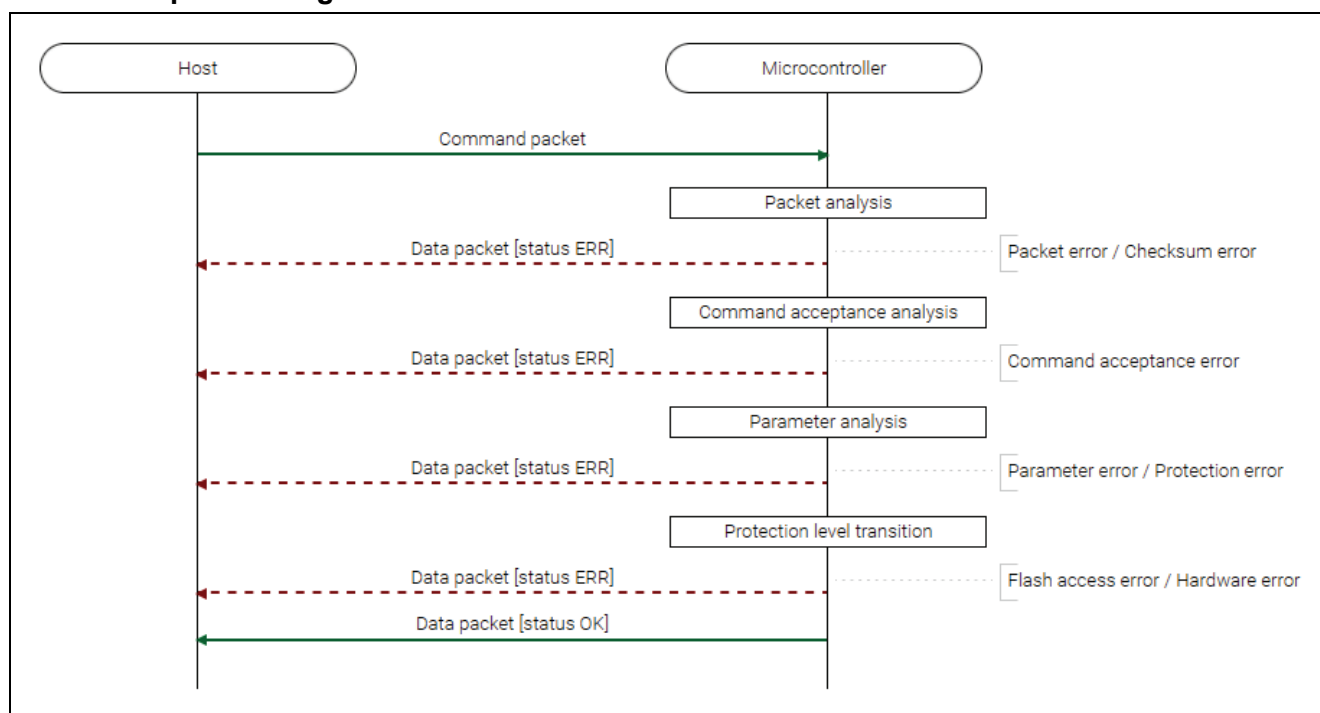 Host
Microcontroller
Command packet
Packet analysis
Data packet [status ERR]
Packet error / Checksum error
Command acceptance analysis
Data packet [status ERR]
Command acceptance error
Parameter analysis
Data packet [status ERR]
Parameter error / Protection error
Protection level transition
Data packet [status ERR]
Flash access error / Hardware error
Data packet [status OK]